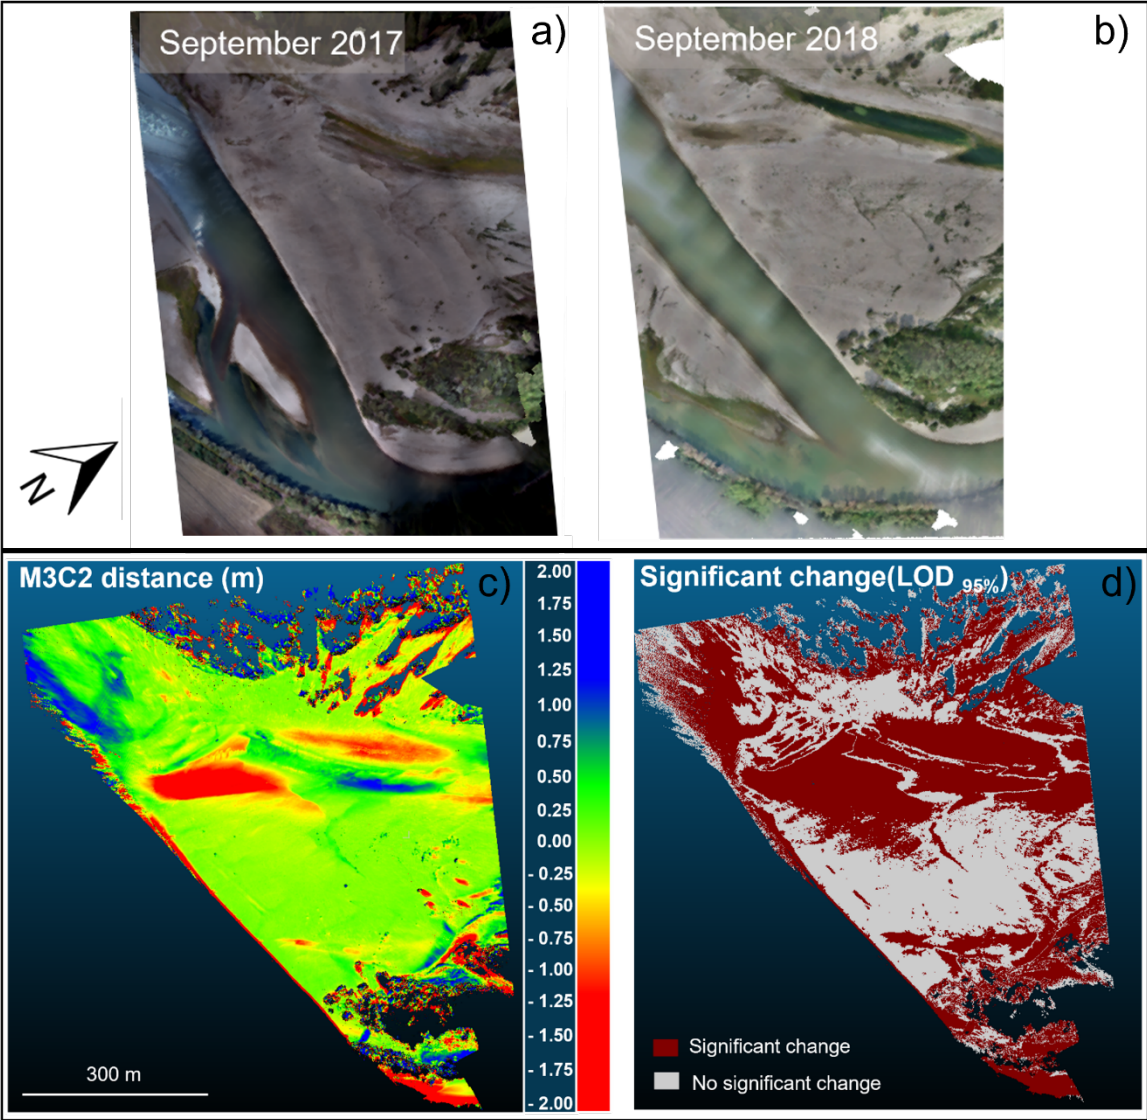 September 2017
a)
September 2018
b)
N
M3C2 distance (m)
c)
2.00
1.75
1.50
1.25
1.00
0.75
0.50
0.25
0.00
- 0.25
- 0.50
- 0.75
- 1.00
- 1.25
- 1.50
- 1.75
- 2.00
300 m
Significant change(LOD 95%)
d)
Significant change
No significant change